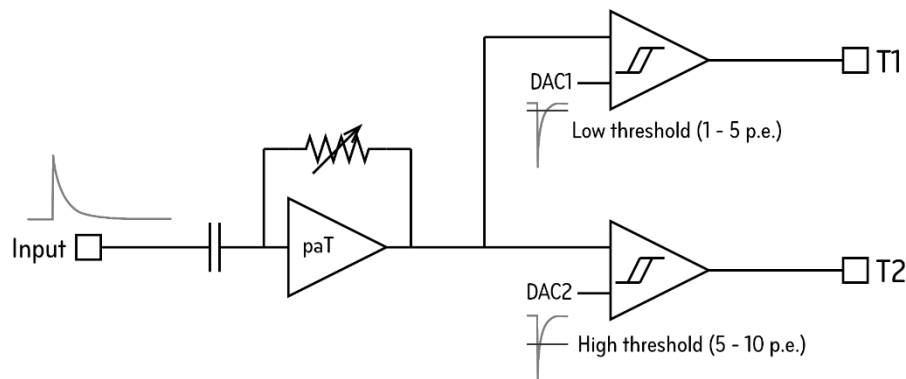 T1
DAC1
Low threshold (1 - 5 p.e.)
Input
paT
T2
DAC2
High threshold (5 - 10 p.e.)